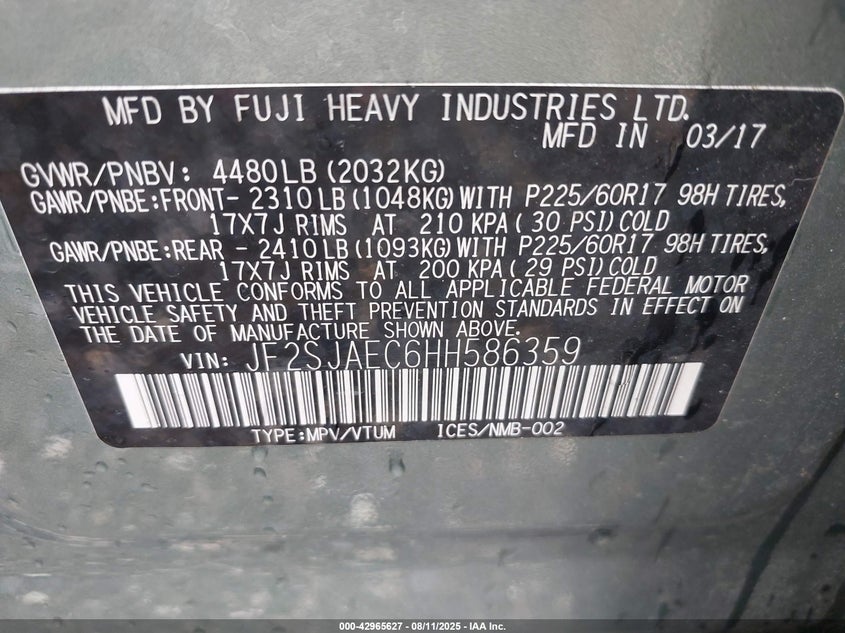 MFD BY FUJI HEAVY INDUSTRIES LTD.
MFD IN 03/17
GVWR/PNBV: 4480LB (2032KG)
GAWR/PNBE:FRONT- 2310LB (1048KG) WITH P225/60R17 98H TIRES,
17X7J RIMS AT 210 KPA ( 30 PSI) COLD
GAWR/PNBE:REAR - 2410LB (1093KG) WITH P225/60R17 98H TIRES,
17X7J RIMS AT 200 KPA ( 29 PSI) COLD
THIS VEHICLE CONFORMS TO ALL APPLICABLE FEDERAL MOTOR
VEHICLE SAFETY AND THEFT PREVENTION STANDARDS IN EFFECT ON
THE DATE OF MANUFACTURE SHOWN ABOVE.
VIN: JF2SJAEC6HH586359
TYPE:MPV/VTUM ICES/NMB-002
000-42965627 - 08/11/2025 - IAA Inc.